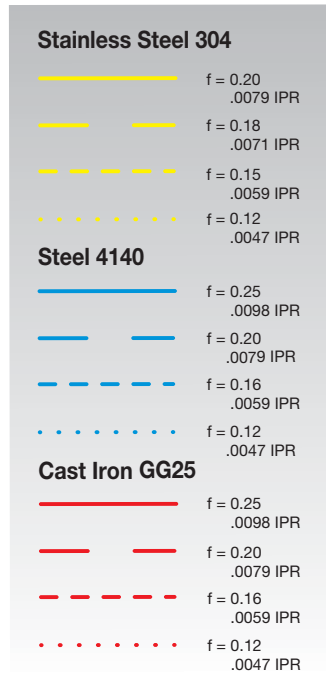 Stainless Steel 304
f = 0.20
.0079 IPR
f = 0.18
.0071 IPR
f = 0.15
.0059 IPR
f = 0.12
.0047 IPR
Steel 4140
f = 0.25
.0098 IPR
f = 0.20
.0079 IPR
f = 0.16
.0059 IPR
f = 0.12
.0047 IPR
Cast Iron GG25
f = 0.25
.0098 IPR
f = 0.20
.0079 IPR
f = 0.16
.0059 IPR
f = 0.12
.0047 IPR